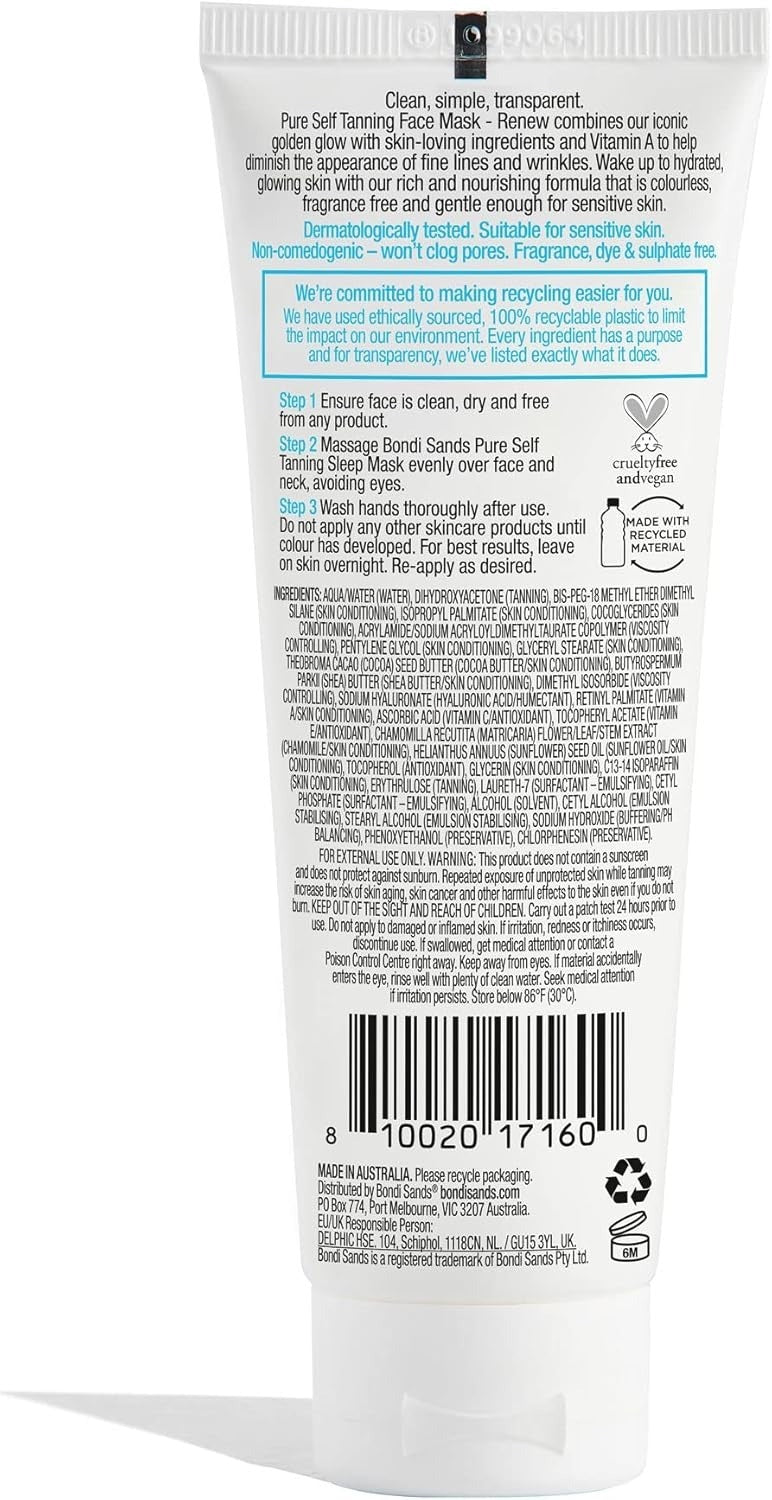 Clean, simple, transparent.
Pure Self Tanning Face Mask - Renew combines our iconic
golden glow with skin-loving ingredients and Vitamin A to help
diminish the appearance of fine lines and wrinkles. Wake up to hydrated,
glowing skin with our rich and nourishing formula that is colourless,
fragrance free and gentle enough for sensitive skin.
Dermatologically tested. Suitable for sensitive skin.
Non-comedogenic – won't clog pores. Fragrance, dye & sulphate free.
We're committed to making recycling easier for you.
We have used ethically sourced, 100% recyclable plastic to limit
the impact on our environment. Every ingredient has a purpose
and for transparency, we've listed exactly what it does.
Step 1 Ensure face is clean, dry and free
from any product.
Step 2 Massage Bondi Sands Pure Self
Tanning Sleep Mask evenly over face and
neck, avoiding eyes.
Step 3 Wash hands thoroughly after use.
Do not apply any other skincare products until
colour has developed. For best results, leave
on skin overnight. Re-apply as desired.
crueltyfree
andvegan
MADE WITH
RECYCLED
MATERIAL
INGREDIENTS: AQUA/WATER (WATER), DIHYDROXYACETONE (TANNING), BIS-PEG-18 METHYL ETHER DIMETHYL
SILANE (SKIN CONDITIONING), ISOPROPYL PALMITATE (SKIN CONDITIONING), COCOGLYCERIDES (SKIN
CONDITIONING), ACRYLAMIDE/SODIUM ACRYLOYLDIMETHYLTAURATE COPOLYMER (VISCOSITY
CONTROLLING), PENTYLENE GLYCOL (SKIN CONDITIONING), GLYCERYL STEARATE (SKIN CONDITIONING),
THEOBROMA CACAO (COCOA) SEED BUTTER (COCOA BUTTER/SKIN CONDITIONING), BUTYROSPERMUM
PARKII (SHEA) BUTTER (SHEA BUTTER/SKIN CONDITIONING), DIMETHYL ISOSORBIDE (VISCOSITY
CONTROLLING), SODIUM HYALURONATE (HYALURONIC ACID/HUMECTANT), RETINYL PALMITATE (VITAMIN
A/SKIN CONDITIONING), ASCORBIC ACID (VITAMIN C/ANTIOXIDANT), TOCOPHERYL ACETATE (VITAMIN
E/ANTIOXIDANT), CHAMOMILLA RECUTITA (MATRICARIA) FLOWER/LEAF/STEM EXTRACT
(CHAMOMILE/SKIN CONDITIONING), HELIANTHUS ANNUUS (SUNFLOWER) SEED OIL (SUNFLOWER OIL/SKIN
CONDITIONING), TOCOPHEROL (ANTIOXIDANT), GLYCERIN (SKIN CONDITIONING), C13-14 ISOPARAFFIN
(SKIN CONDITIONING), ERYTHRULOSE (TANNING), LAURETH-7 (SURFACTANT – EMULSIFYING), CETYL
PHOSPHATE (SURFACTANT – EMULSIFYING), ALCOHOL (SOLVENT), CETYL ALCOHOL (EMULSION
STABILISING), STEARYL ALCOHOL (EMULSION STABILISING), SODIUM HYDROXIDE (BUFFERING/PH
BALANCING), PHENOXYETHANOL (PRESERVATIVE), CHLORPHENESIN (PRESERVATIVE).
FOR EXTERNAL USE ONLY. WARNING: This product does not contain a sunscreen
and does not protect against sunburn. Repeated exposure of unprotected skin while tanning may
increase the risk of skin aging, skin cancer and other harmful effects to the skin even if you do not
burn. KEEP OUT OF THE SIGHT AND REACH OF CHILDREN. Carry out a patch test 24 hours prior to
use. Do not apply to damaged or inflamed skin. If irritation, redness or itchiness occurs,
discontinue use. If swallowed, get medical attention or contact a
Poison Control Centre right away. Keep away from eyes. If material accidentally
enters the eye, rinse well with plenty of clean water. Seek medical attention
if irritation persists. Store below 86°F (30°C).
8 10020 17160 0
MADE IN AUSTRALIA. Please recycle packaging.
Distributed by Bondi Sands® bondisands.com
PO Box 774, Port Melbourne, VIC 3207 Australia.
EU/UK Responsible Person:
DELPHIC HSE. 104, Schiphol, 1118CN, NL. / GU15 3YL, UK.
Bondi Sands is a registered trademark of Bondi Sands Pty Ltd.
6M